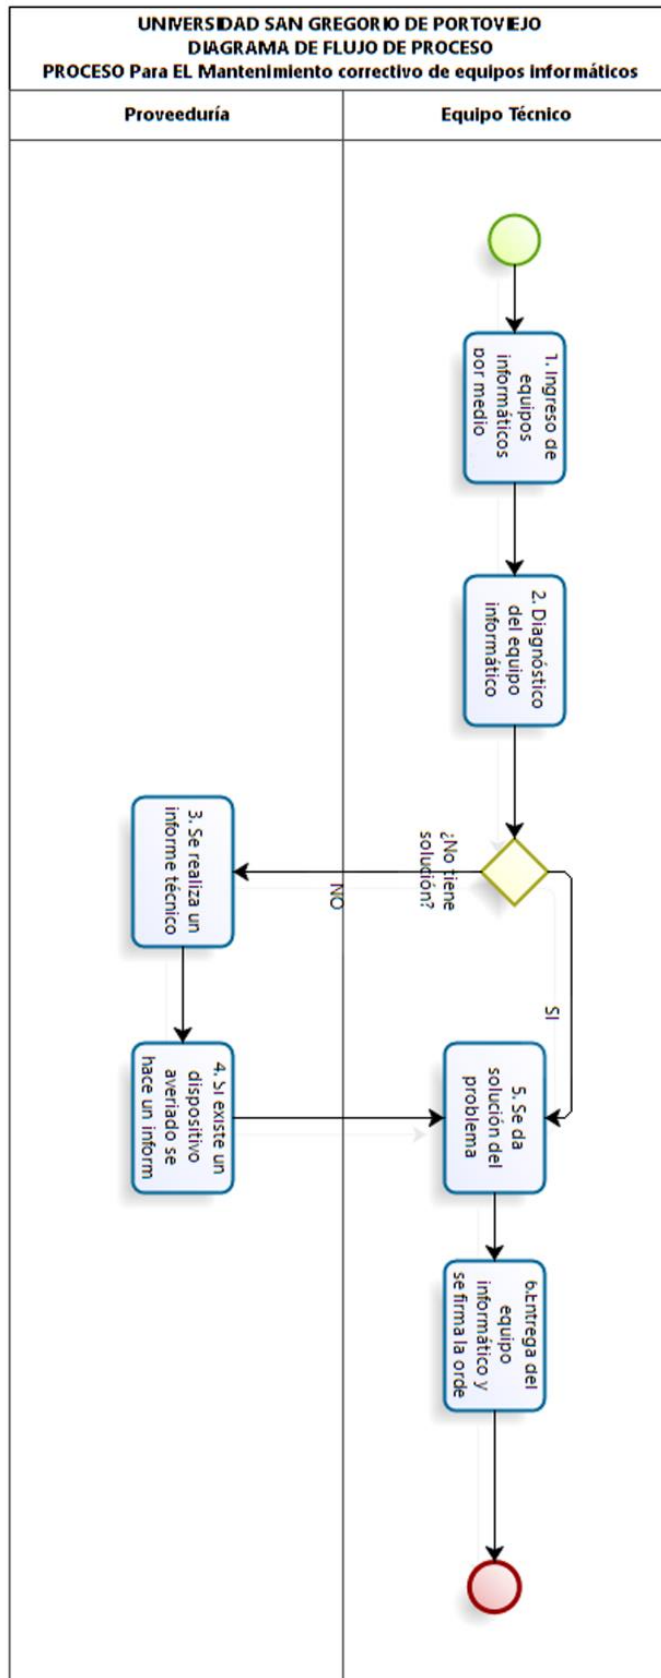 UNIVERSIDAD SAN GREGORIO DE PORTOVIEJO
DIAGRAMA DE FLUJO DE PROCESO
PROCESO Para EL Mantenimiento correctivo de equipos informáticos
Proveeduría
Equipo Técnico
1. Ingreso de
equipos
informáticos
por medio
2. Diagnóstico
del equipo
informático
¿No tiene
solución?
NO
SI
3. Se realiza un
informe técnico
4. Si existe un
dispositivo
averiado se
hace un inform
5. Se da
solución del
problema
6.Entrega del
equipo
informático y
se firma la orde